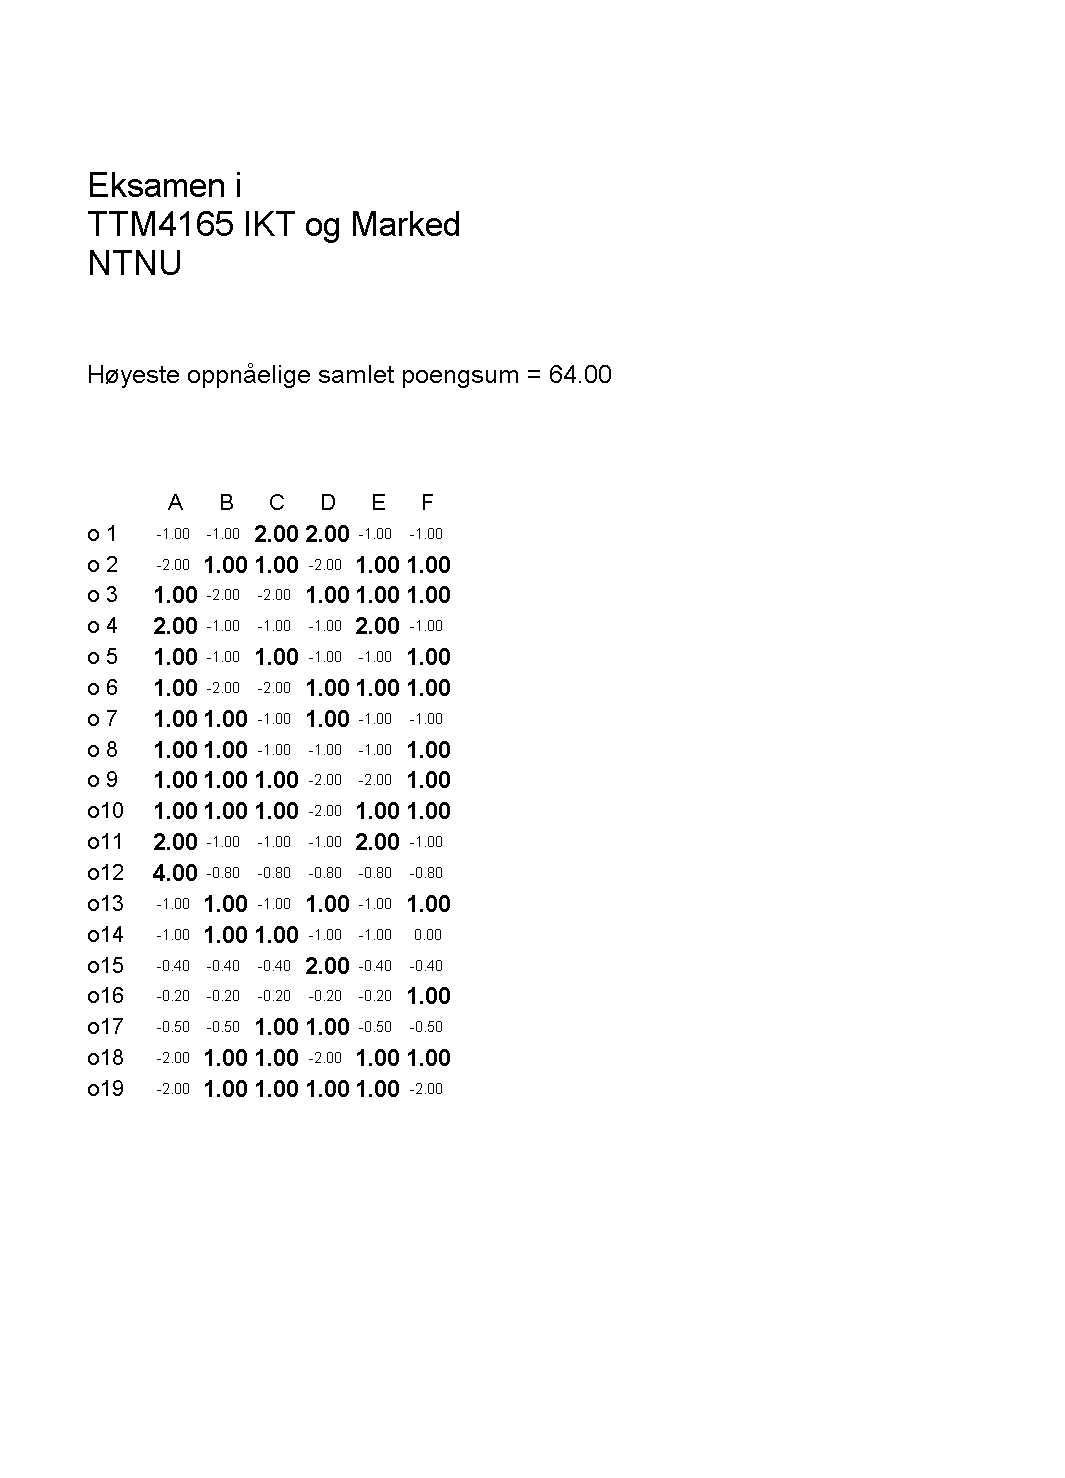 Eksamen i
TTM4165 IKT og Marked
NTNU
Høyeste oppnåelige samlet poengsum = 64.00
A B C D E F
o 1 -1.00 -1.00 2.00 2.00 -1.00 -1.00
o 2 -2.00 1.00 1.00 -2.00 1.00 1.00
o 3 1.00 -2.00 -2.00 1.00 1.00 1.00
o 4 2.00 -1.00 -1.00 -1.00 2.00 -1.00
o 5 1.00 -1.00 1.00 -1.00 -1.00 1.00
o 6 1.00 -2.00 -2.00 1.00 1.00 1.00
o 7 1.00 1.00 -1.00 1.00 -1.00 -1.00
o 8 1.00 1.00 -1.00 -1.00 -1.00 1.00
o 9 1.00 1.00 1.00 -2.00 -2.00 1.00
o10 1.00 1.00 1.00 -2.00 1.00 1.00
o11 2.00 -1.00 -1.00 -1.00 2.00 -1.00
o12 4.00 -0.80 -0.80 -0.80 -0.80 -0.80
o13 -1.00 1.00 -1.00 1.00 -1.00 1.00
o14 -1.00 1.00 1.00 -1.00 -1.00 0.00
o15 -0.40 -0.40 -0.40 2.00 -0.40 -0.40
o16 -0.20 -0.20 -0.20 -0.20 -0.20 1.00
o17 -0.50 -0.50 1.00 1.00 -0.50 -0.50
o18 -2.00 1.00 1.00 -2.00 1.00 1.00
o19 -2.00 1.00 1.00 1.00 1.00 -2.00